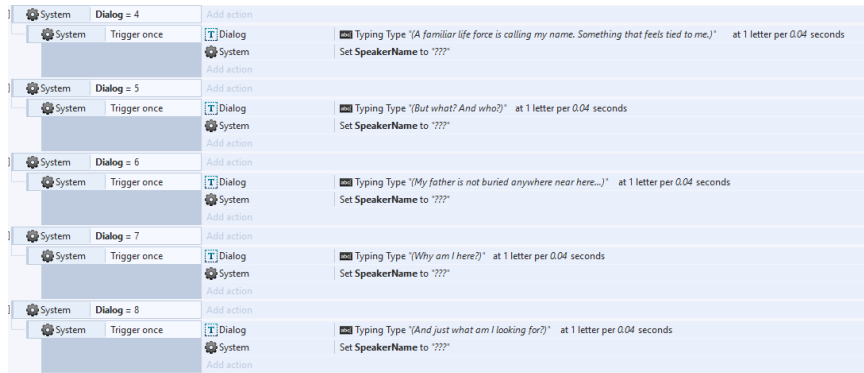 System Dialog = 4 Add action
System Trigger once T Dialog abc Typing Type "(A familiar life force is calling my name. Something that feels tied to me.)" at 1 letter per 0.04 seconds
System Set SpeakerName to "???"
Add action
System Dialog = 5 Add action
System Trigger once T Dialog abc Typing Type "(But what? And who?)" at 1 letter per 0.04 seconds
System Set SpeakerName to "???"
Add action
System Dialog = 6 Add action
System Trigger once T Dialog abc Typing Type "(My father is not buried anywhere near here...)" at 1 letter per 0.04 seconds
System Set SpeakerName to "???"
Add action
System Dialog = 7 Add action
System Trigger once T Dialog abc Typing Type "(Why am I here?)" at 1 letter per 0.04 seconds
System Set SpeakerName to "???"
Add action
System Dialog = 8 Add action
System Trigger once T Dialog abc Typing Type "(And just what am I looking for?)" at 1 letter per 0.04 seconds
System Set SpeakerName to "???"
Add action